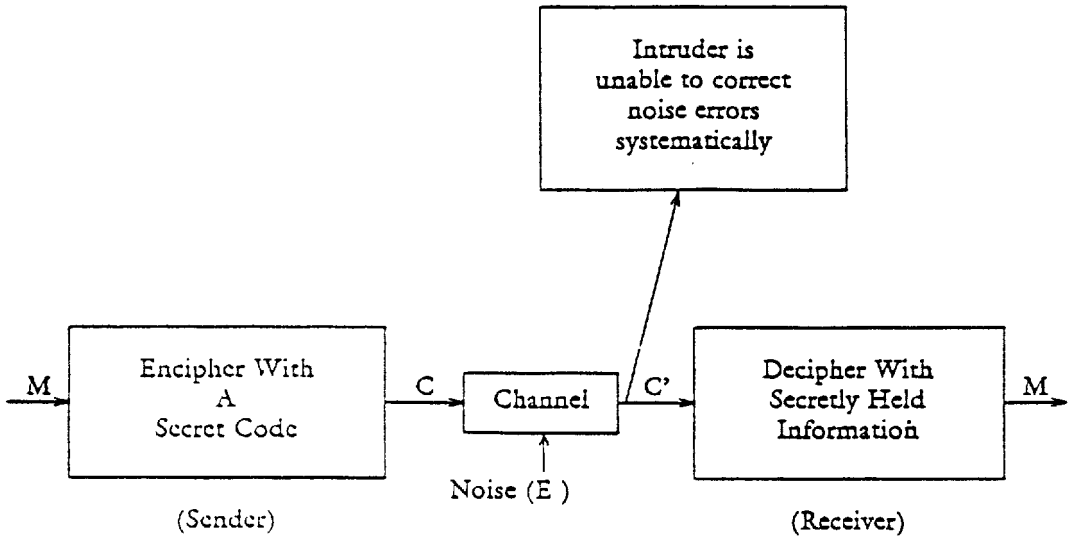 Intruder is
unable to correct
noise errors
systematically
M
Encipher With
A
Secret Code
C
Channel
C'
Decipher With
Secretly Held
Information
M
Noise (E )
(Sender)
(Receiver)